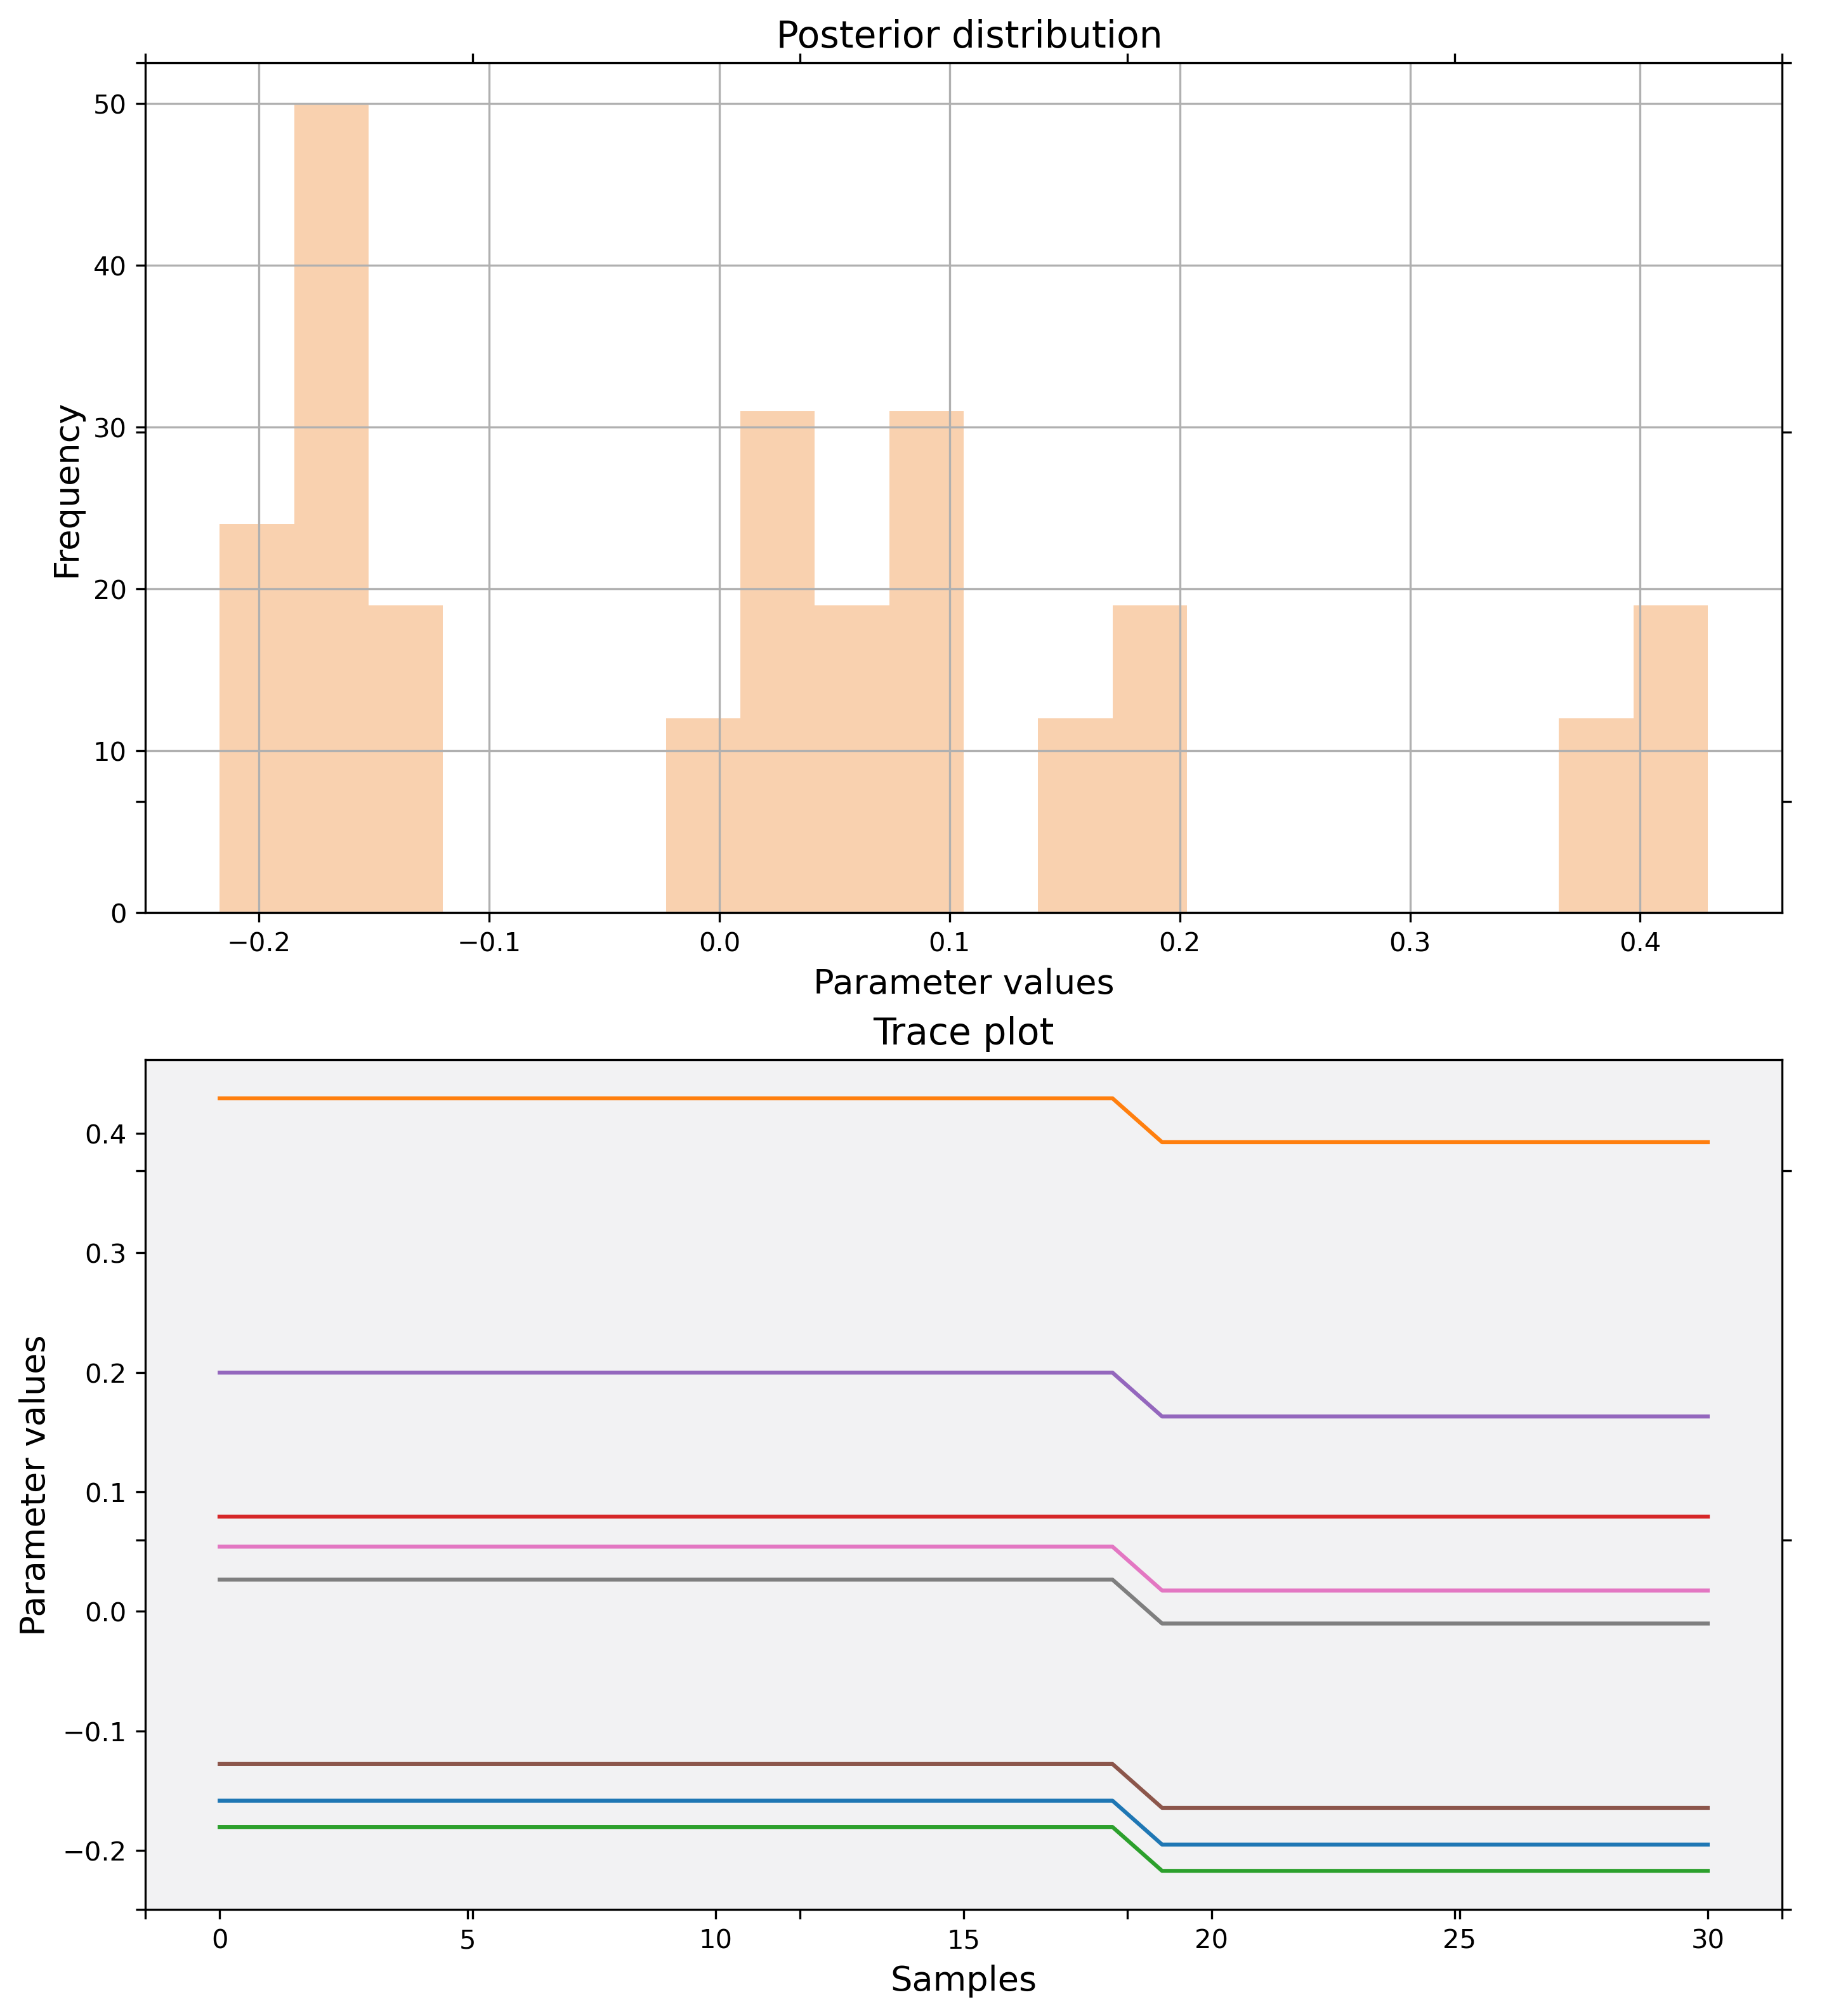 Posterior distribution
50
40
30
20
10
0
Frequency
−0.2 −0.1 0.0 0.1 0.2 0.3 0.4
Parameter values
Trace plot
0.4
0.3
0.2
0.1
0.0
−0.1
−0.2
Parameter values
0 5 10 15 20 25 30
Samples